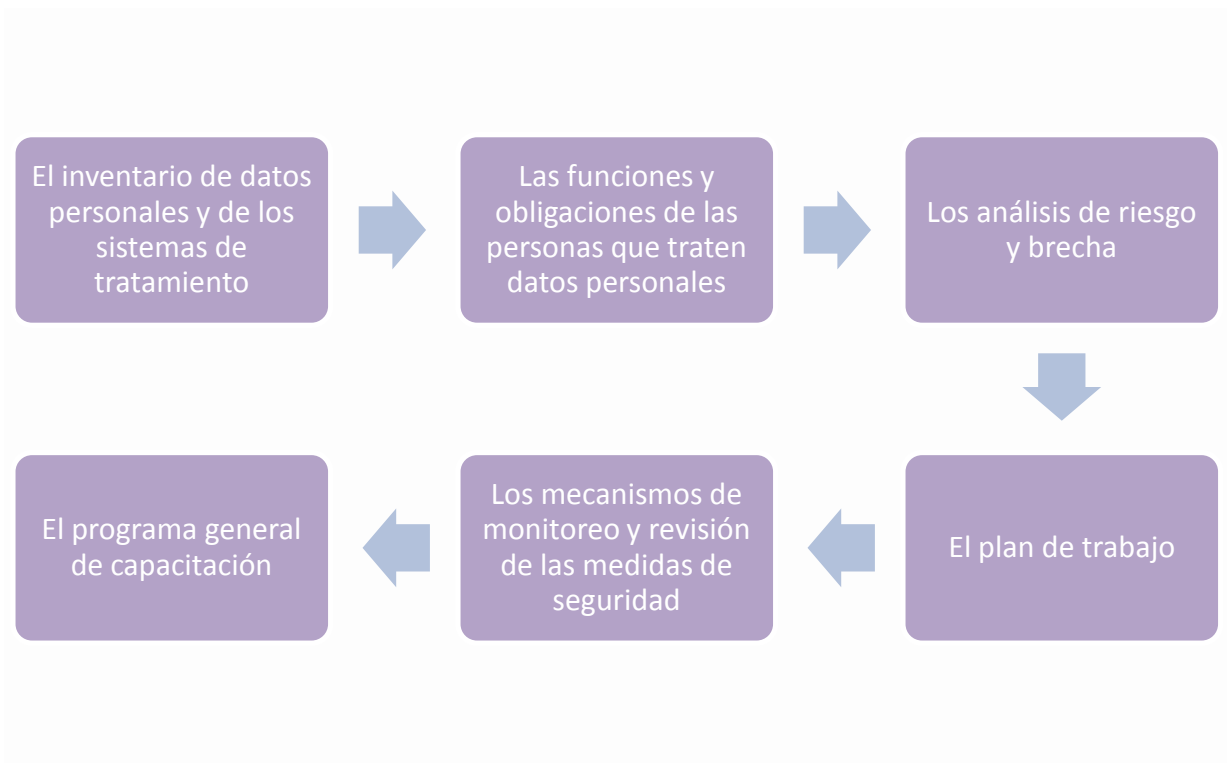 El inventario de datos
personales y de los
sistemas de
tratamiento
Las funciones y
obligaciones de las
personas que traten
datos personales
Los análisis de riesgo
y brecha
El plan de trabajo
Los mecanismos de
monitoreo y revisión
de las medidas de
seguridad
El programa general
de capacitación